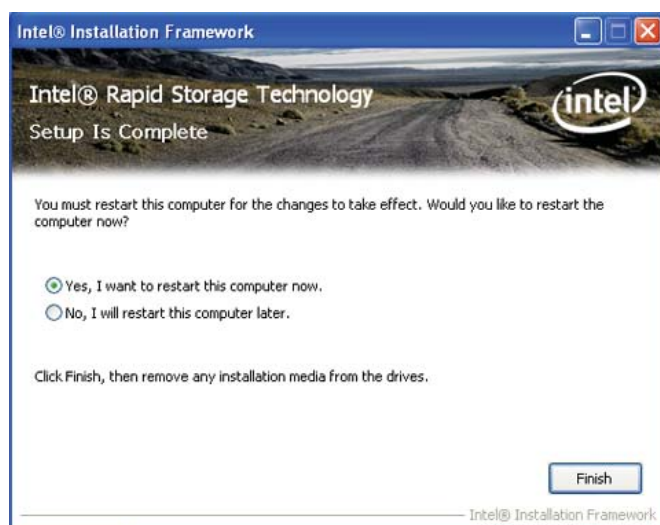 Intel® Installation Framework
Intel® Rapid Storage Technology
intel
Setup Is Complete
You must restart this computer for the changes to take effect. Would you like to restart the
computer now?
Yes, I want to restart this computer now.
No, I will restart this computer later.
Click Finish, then remove any installation media from the drives.
Finish
Intel® Installation Framework